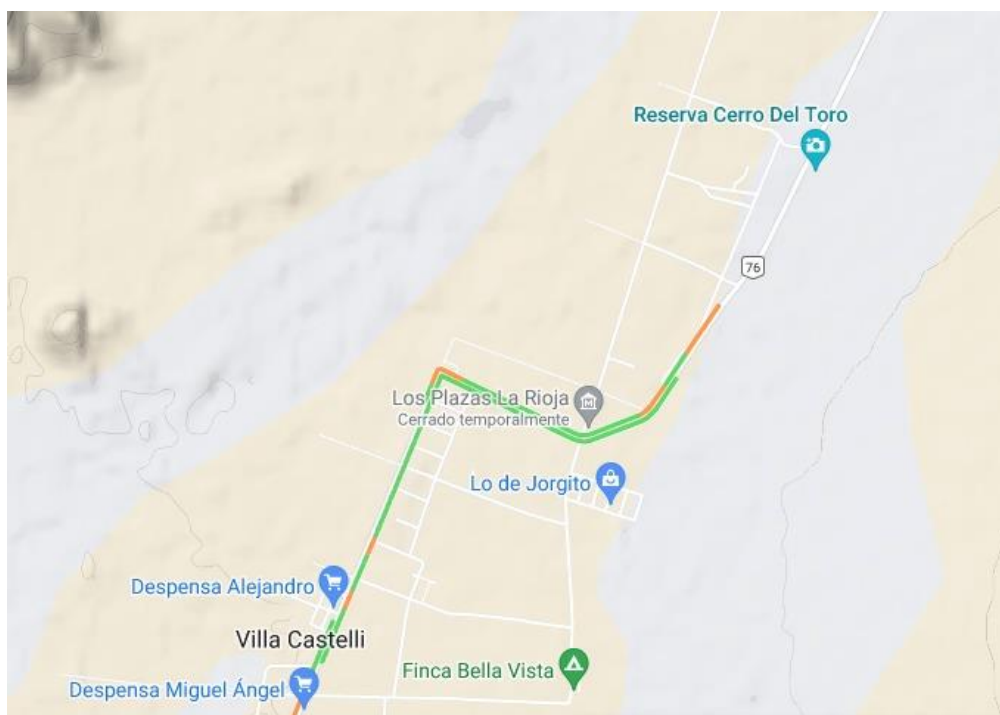 Reserva Cerro Del Toro
76
Los Plazas La Rioja
Cerrado temporalmente
Lo de Jorgito
Despensa Alejandro
Villa Castelli
Finca Bella Vista
Despensa Miguel Ángel